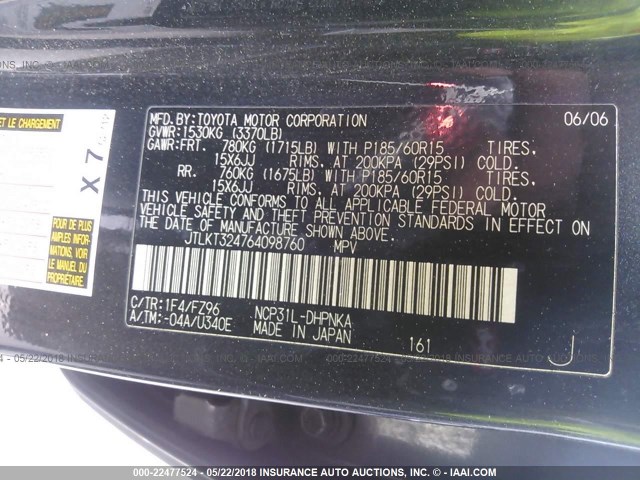 MFD.BY:TOYOTA MOTOR CORPORATION 06/06
GVWR:1530KG (3370LB)
GAWR:FRT. 780KG (1715LB) WITH P185/60R15 TIRES,
15X6JJ RIMS, AT 200KPA (29PSI) COLD.
RR. 760KG (1675LB) WITH P185/60R15 TIRES,
15X6JJ RIMS, AT 200KPA (29PSI) COLD.
THIS VEHICLE CONFORMS TO ALL APPLICABLE FEDERAL MOTOR
VEHICLE SAFETY AND THEFT PREVENTION STANDARDS IN EFFECT ON
THE DATE OF MANUFACTURE SHOWN ABOVE.
JTLKT324764098760 MPV
C/TR:1F4/FZ96 NCP31L-DHPNKA
A/TM:-04A/U340E MADE IN JAPAN 161 J
ET LE CHARGEMENT
X 7
POUR DE PLUS
AMPLES INFOR-
MATIONS, VOIR
LE MANUEL DU
PROPRIÉTAIRE
000-22477524 - 05/22/2018 - INSURANCE AUTO AUCTIONS, INC. - IAAI.COM